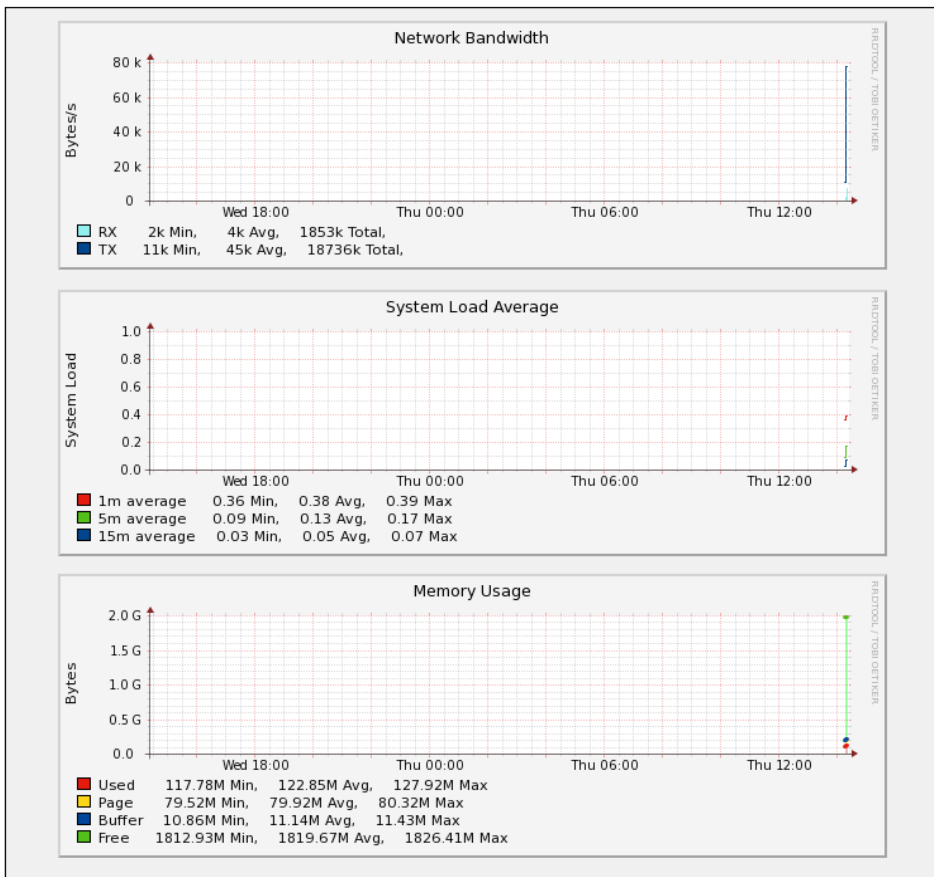 Network Bandwidth
RRDTOOL / TOBI OETIKER
Bytes/s
80 k
60 k
40 k
20 k
0
Wed 18:00 Thu 00:00 Thu 06:00 Thu 12:00
RX 2k Min, 4k Avg, 1853k Total,
TX 11k Min, 45k Avg, 18736k Total,
System Load Average
RRDTOOL / TOBI OETIKER
System Load
1.0
0.8
0.6
0.4
0.2
0.0
Wed 18:00 Thu 00:00 Thu 06:00 Thu 12:00
1m average 0.36 Min, 0.38 Avg, 0.39 Max
5m average 0.09 Min, 0.13 Avg, 0.17 Max
15m average 0.03 Min, 0.05 Avg, 0.07 Max
Memory Usage
RRDTOOL / TOBI OETIKER
Bytes
2.0 G
1.5 G
1.0 G
0.5 G
0.0
Wed 18:00 Thu 00:00 Thu 06:00 Thu 12:00
Used 117.78M Min, 122.85M Avg, 127.92M Max
Page 79.52M Min, 79.92M Avg, 80.32M Max
Buffer 10.86M Min, 11.14M Avg, 11.43M Max
Free 1812.93M Min, 1819.67M Avg, 1826.41M Max